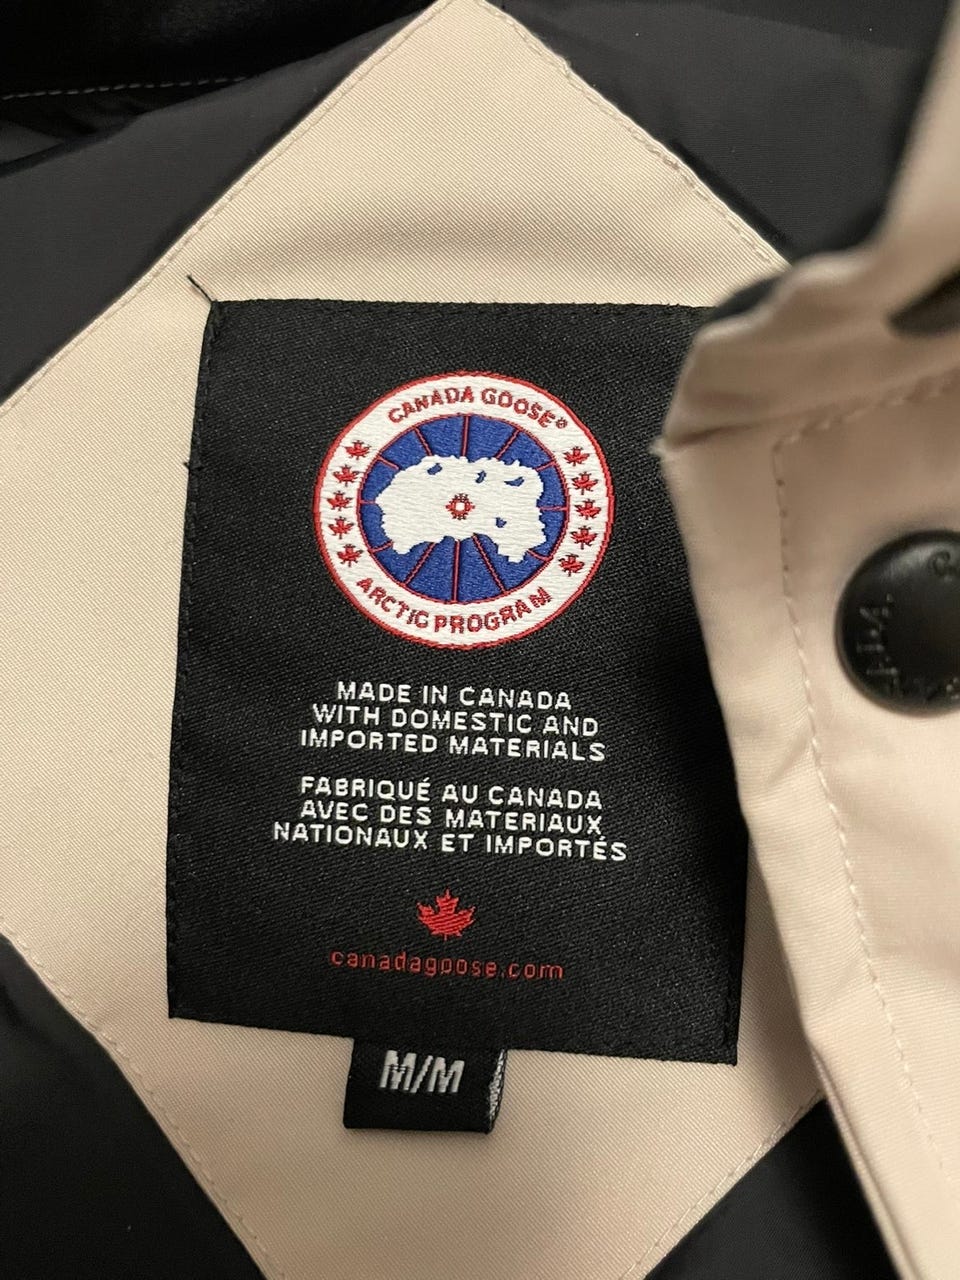 CANADA GOOSE®
ARCTIC PROGRAM
MADE IN CANADA
WITH DOMESTIC AND
IMPORTED MATERIALS
FABRIQUÉ AU CANADA
AVEC DES MATERIAUX
NATIONAUX ET IMPORTÉS
canadagoose.com
M/M